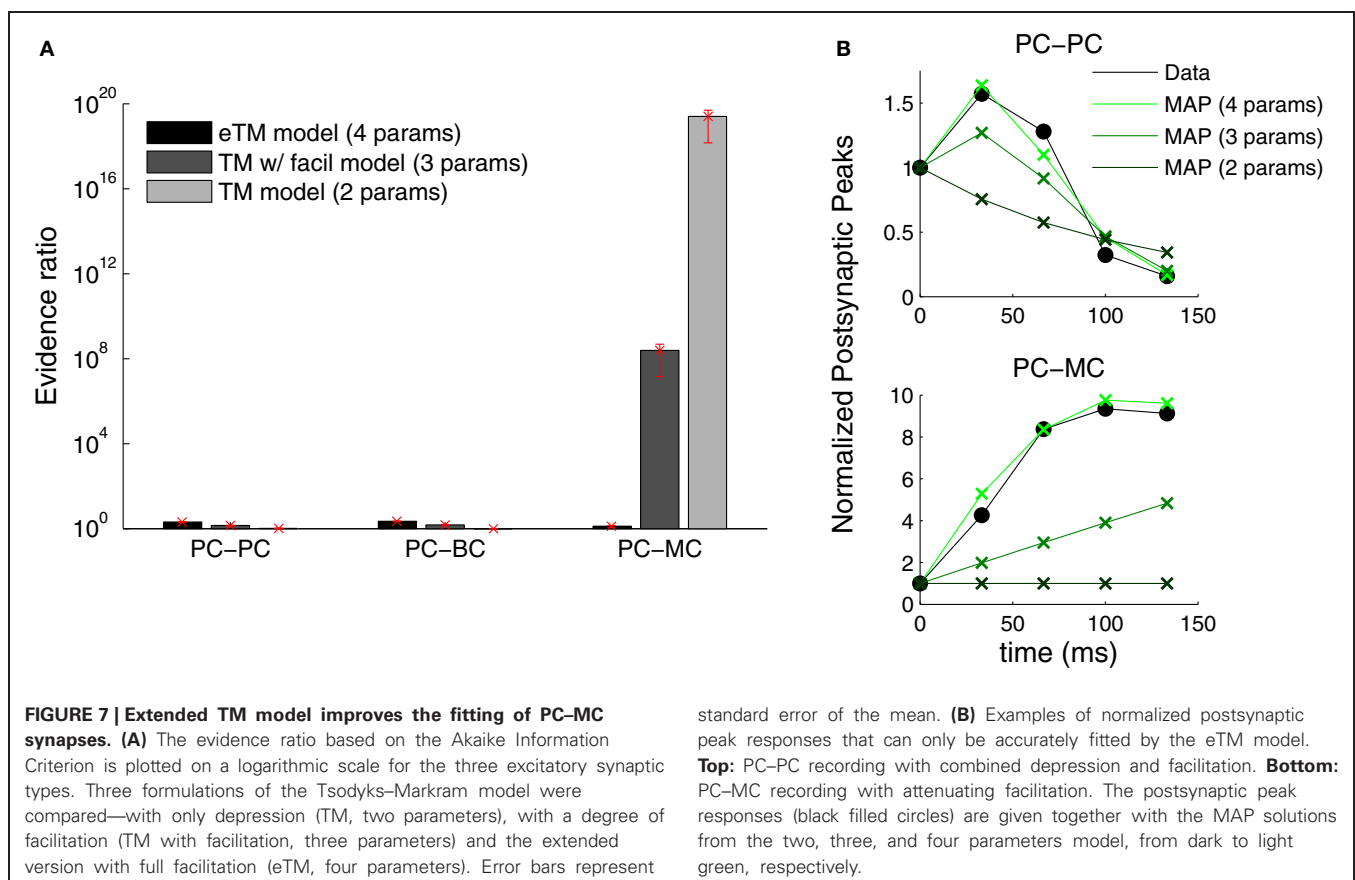 A
Evidence ratio
10^20
10^16
10^12
10^8
10^4
10^0
eTM model (4 params)
TM w/ facil model (3 params)
TM model (2 params)
PC–PC
PC–BC
PC–MC
B
PC–PC
Data
MAP (4 params)
MAP (3 params)
MAP (2 params)
Normalized Postsynaptic Peaks
1.5
1
0.5
0
0
50
100
150
PC–MC
10
8
6
4
2
0
0
50
100
150
time (ms)
FIGURE 7 | Extended TM model improves the fitting of PC–MC
synapses. (A) The evidence ratio based on the Akaike Information
Criterion is plotted on a logarithmic scale for the three excitatory synaptic
types. Three formulations of the Tsodyks–Markram model were
compared—with only depression (TM, two parameters), with a degree of
facilitation (TM with facilitation, three parameters) and the extended
version with full facilitation (eTM, four parameters). Error bars represent
standard error of the mean. (B) Examples of normalized postsynaptic
peak responses that can only be accurately fitted by the eTM model.
Top: PC–PC recording with combined depression and facilitation. Bottom:
PC–MC recording with attenuating facilitation. The postsynaptic peak
responses (black filled circles) are given together with the MAP solutions
from the two, three, and four parameters model, from dark to light
green, respectively.